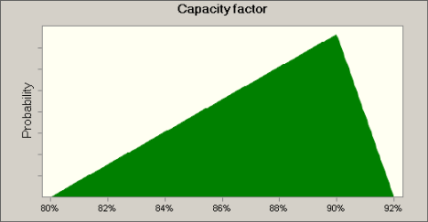 Capacity factor
Probability
80% 82% 84% 86% 88% 90% 92%